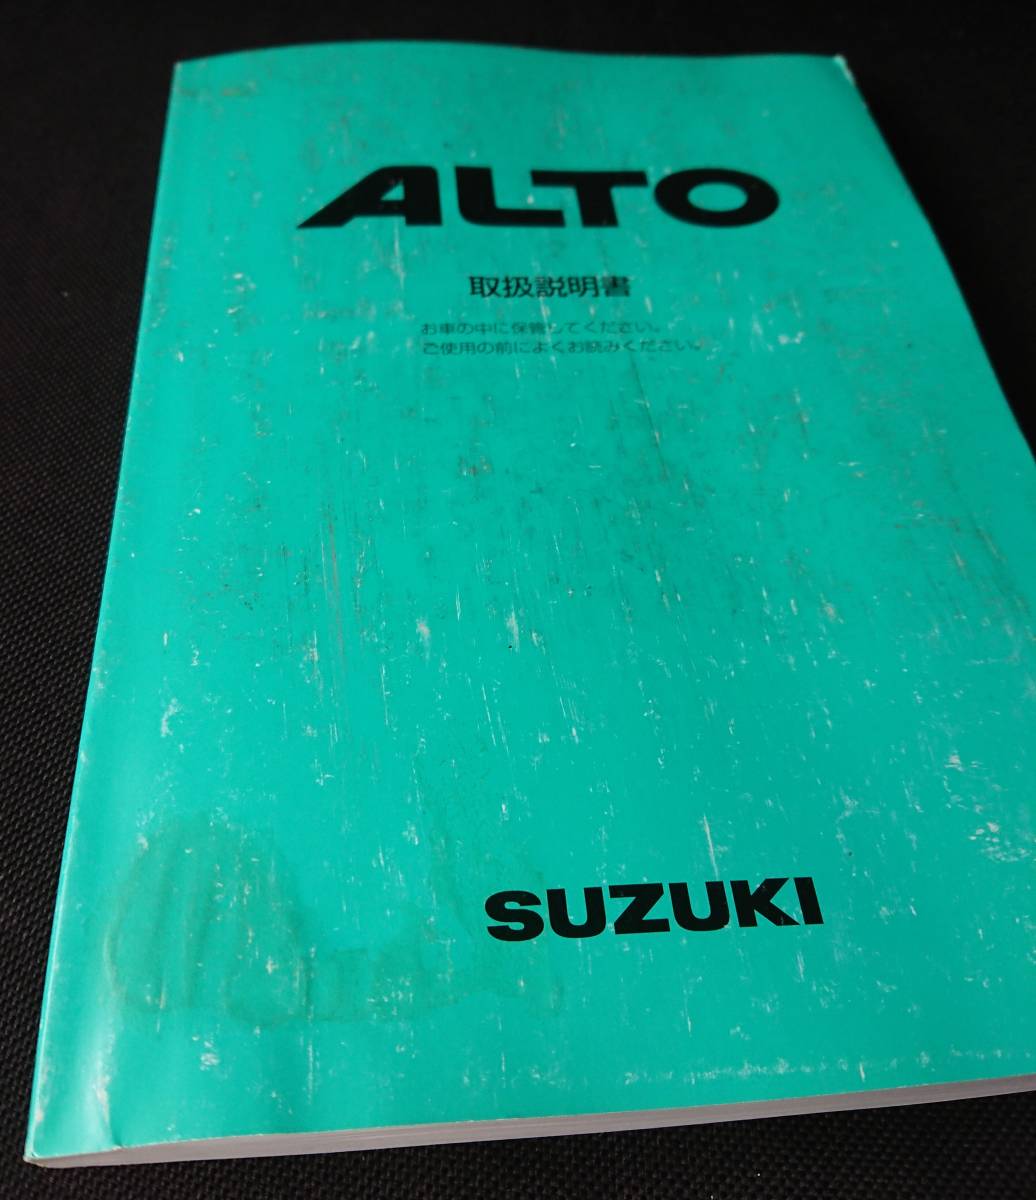 ALTO
取扱説明書
お車の中に保管してください。
ご使用の前によくお読みください。
SUZUKI